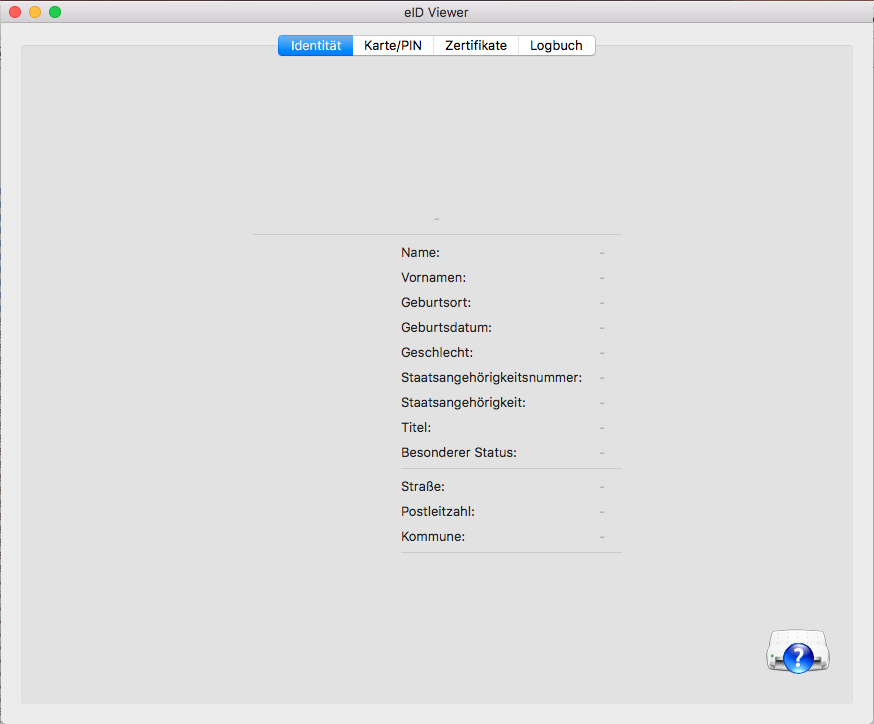 eID Viewer
Identität Karte/PIN Zertifikate Logbuch
-
Name: -
Vornamen: -
Geburtsort: -
Geburtsdatum: -
Geschlecht: -
Staatsangehörigkeitsnummer: -
Staatsangehörigkeit: -
Titel: -
Besonderer Status: -
Straße: -
Postleitzahl: -
Kommune: -
?